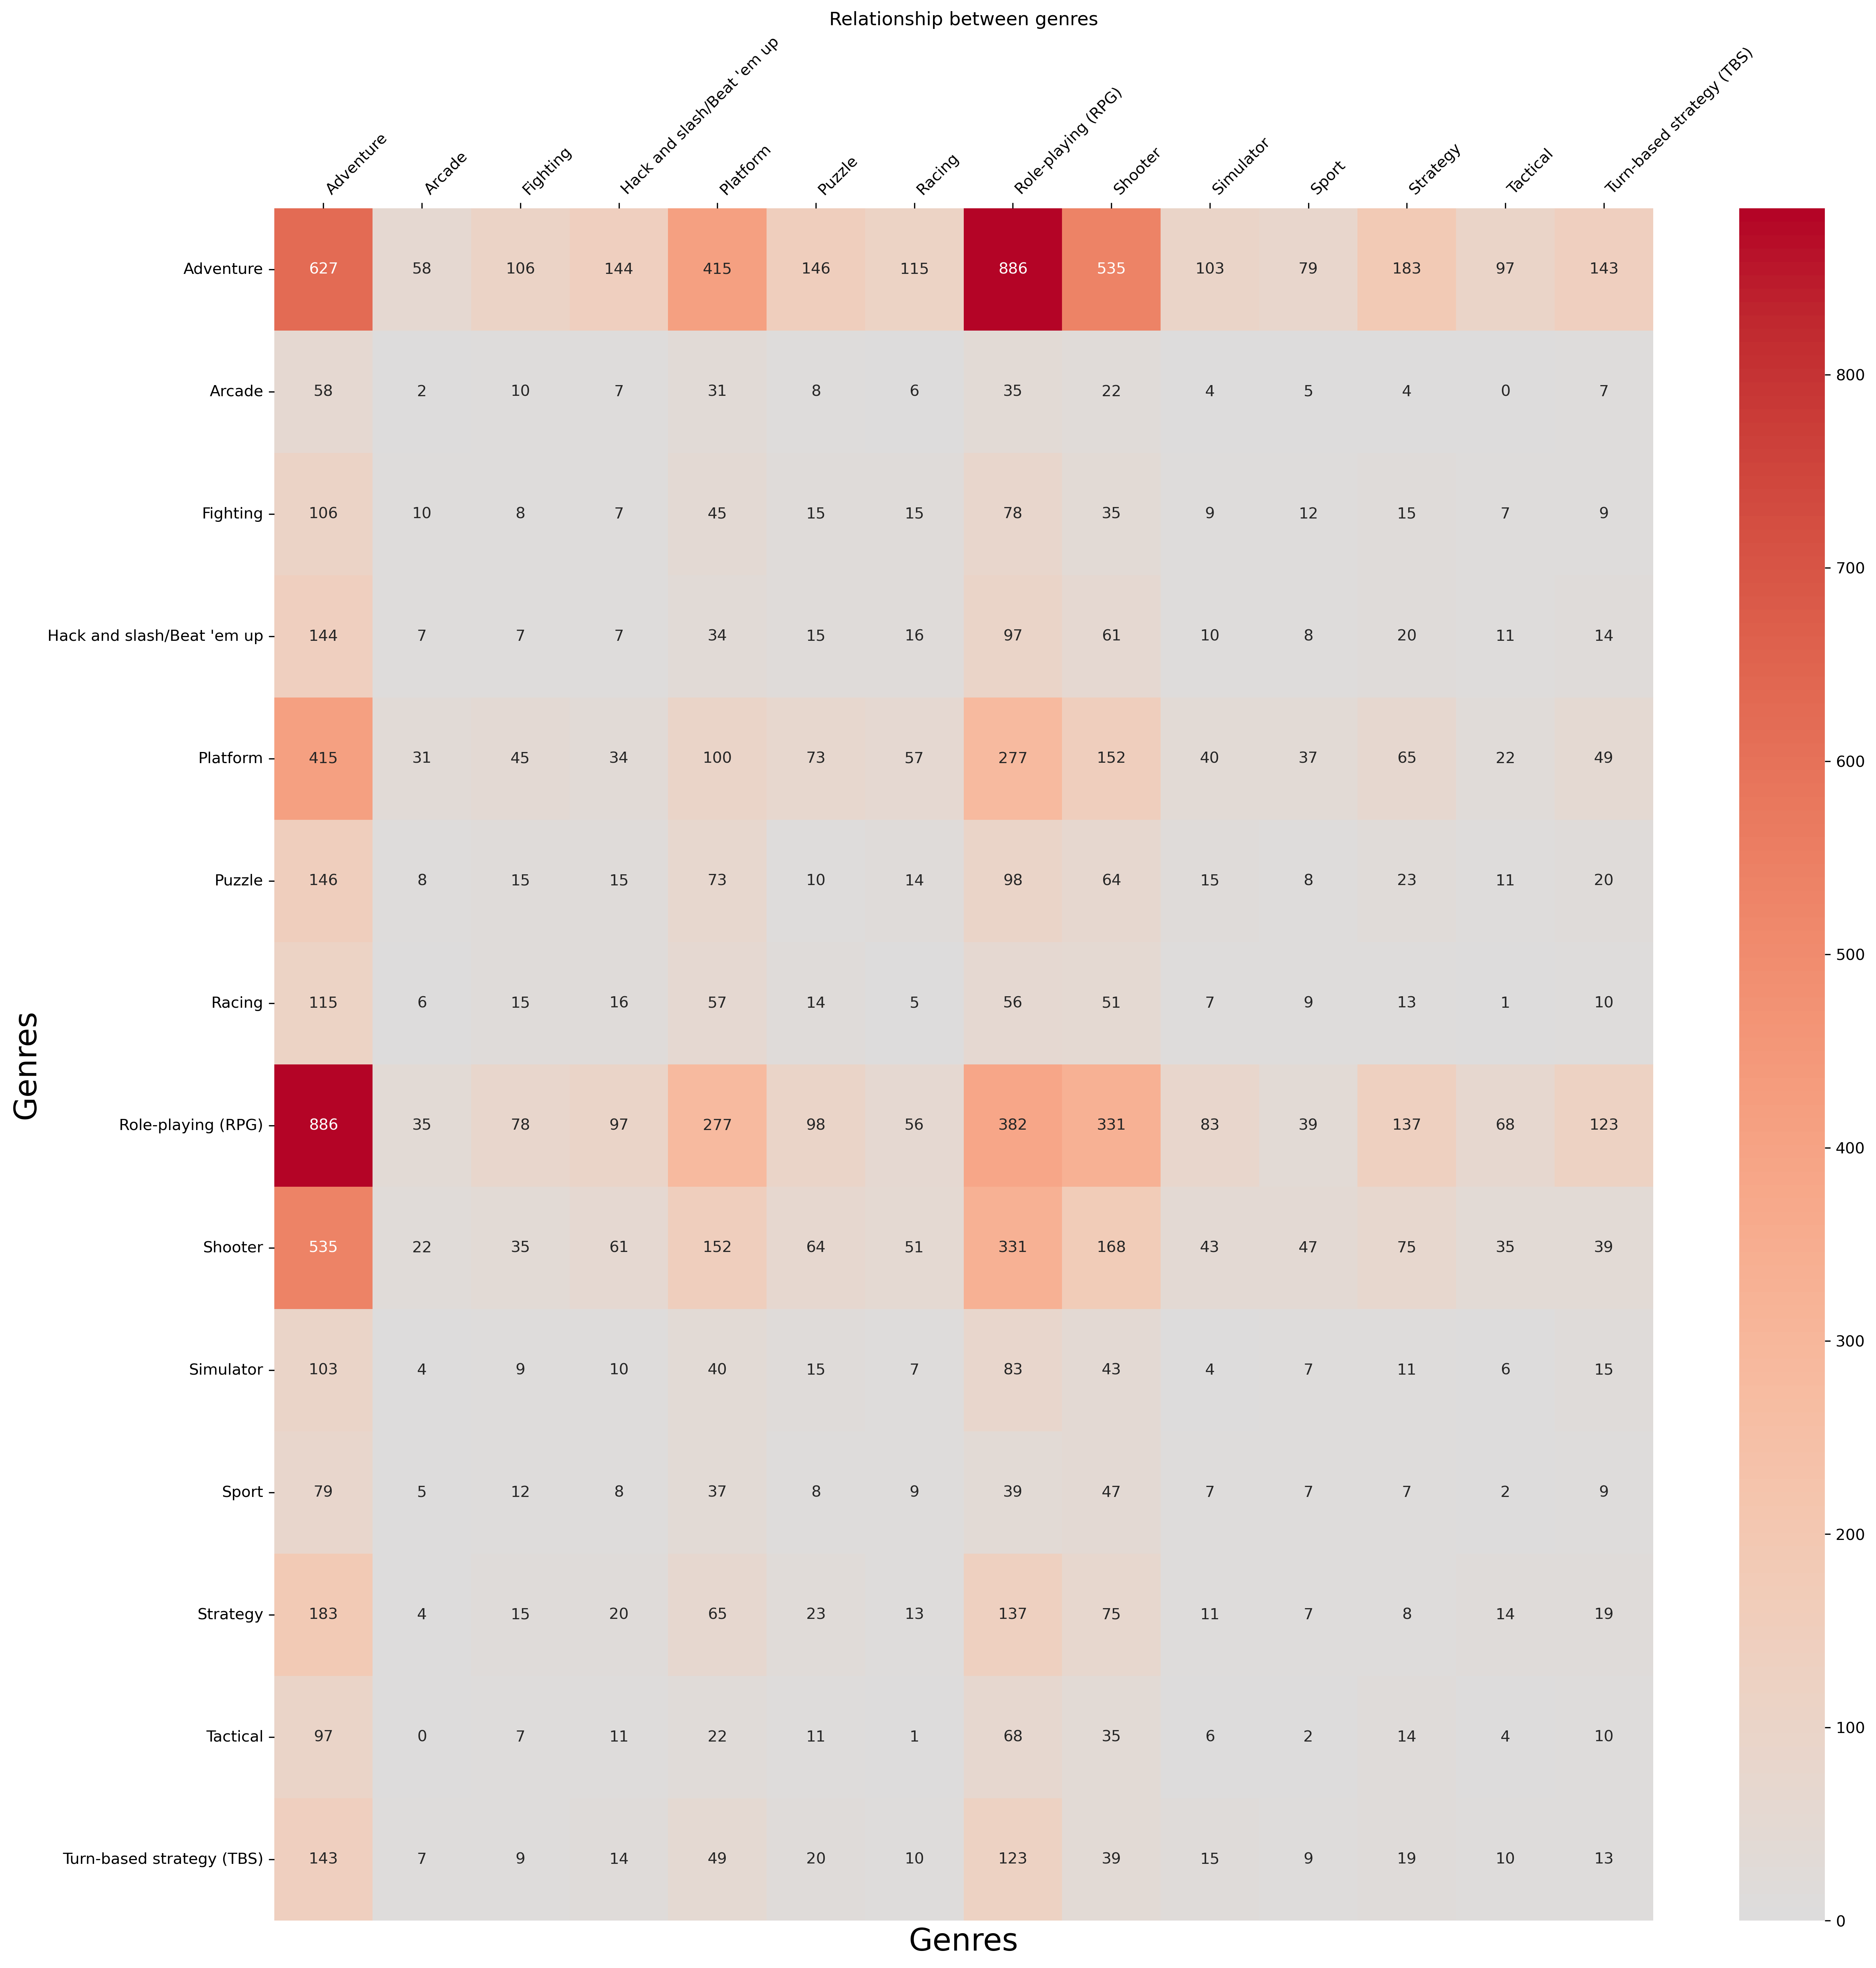 Relationship between genres
Adventure
Arcade
Fighting
Hack and slash/Beat 'em up
Platform
Puzzle
Racing
Role-playing (RPG)
Shooter
Simulator
Sport
Strategy
Tactical
Turn-based strategy (TBS)
Adventure 627 58 106 144 415 146 115 886 535 103 79 183 97 143
Arcade 58 2 10 7 31 8 6 35 22 4 5 4 0 7
Fighting 106 10 8 7 45 15 15 78 35 9 12 15 7 9
Hack and slash/Beat 'em up 144 7 7 7 34 15 16 97 61 10 8 20 11 14
Platform 415 31 45 34 100 73 57 277 152 40 37 65 22 49
Puzzle 146 8 15 15 73 10 14 98 64 15 8 23 11 20
Racing 115 6 15 16 57 14 5 56 51 7 9 13 1 10
Role-playing (RPG) 886 35 78 97 277 98 56 382 331 83 39 137 68 123
Shooter 535 22 35 61 152 64 51 331 168 43 47 75 35 39
Simulator 103 4 9 10 40 15 7 83 43 4 7 11 6 15
Sport 79 5 12 8 37 8 9 39 47 7 7 7 2 9
Strategy 183 4 15 20 65 23 13 137 75 11 7 8 14 19
Tactical 97 0 7 11 22 11 1 68 35 6 2 14 4 10
Turn-based strategy (TBS) 143 7 9 14 49 20 10 123 39 15 9 19 10 13
Genres
Genres
800
700
600
500
400
300
200
100
0